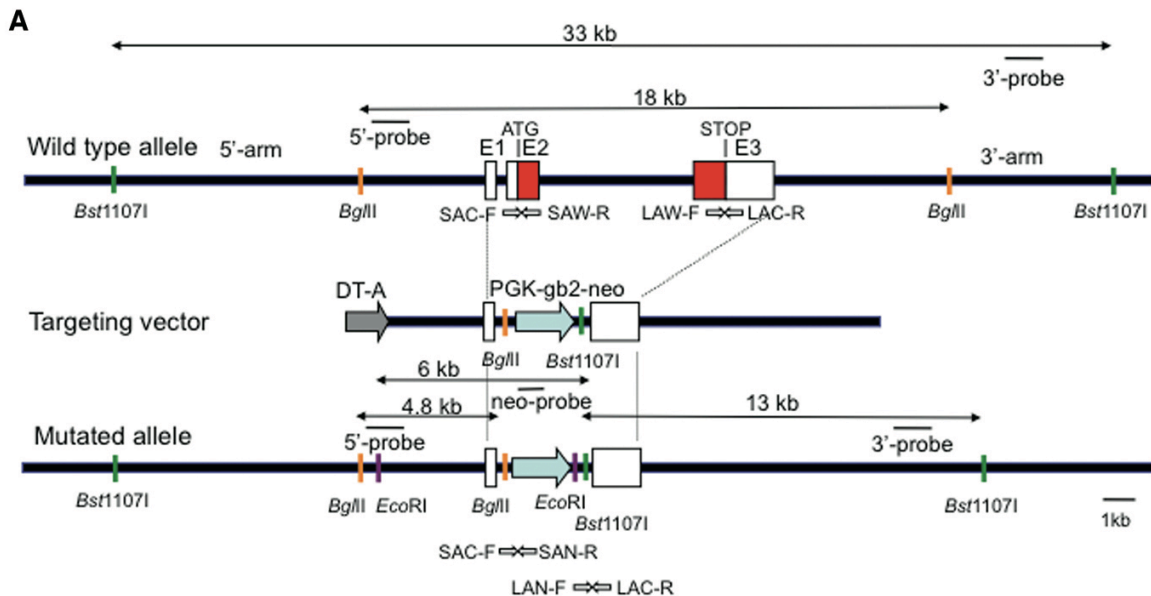 A
33 kb
3'-probe
18 kb
5'-probe
ATG
STOP
Wild type allele
5'-arm
E1
E2
E3
3'-arm
Bst1107I
BglII
SAC-F
SAW-R
LAW-F
LAC-R
BglII
Bst1107I
DT-A
PGK-gb2-neo
Targeting vector
BglII
Bst1107I
6 kb
neo-probe
4.8 kb
13 kb
Mutated allele
5'-probe
3'-probe
Bst1107I
BglII
EcoRI
BglII
EcoRI
Bst1107I
Bst1107I
1kb
SAC-F
SAN-R
LAN-F
LAC-R